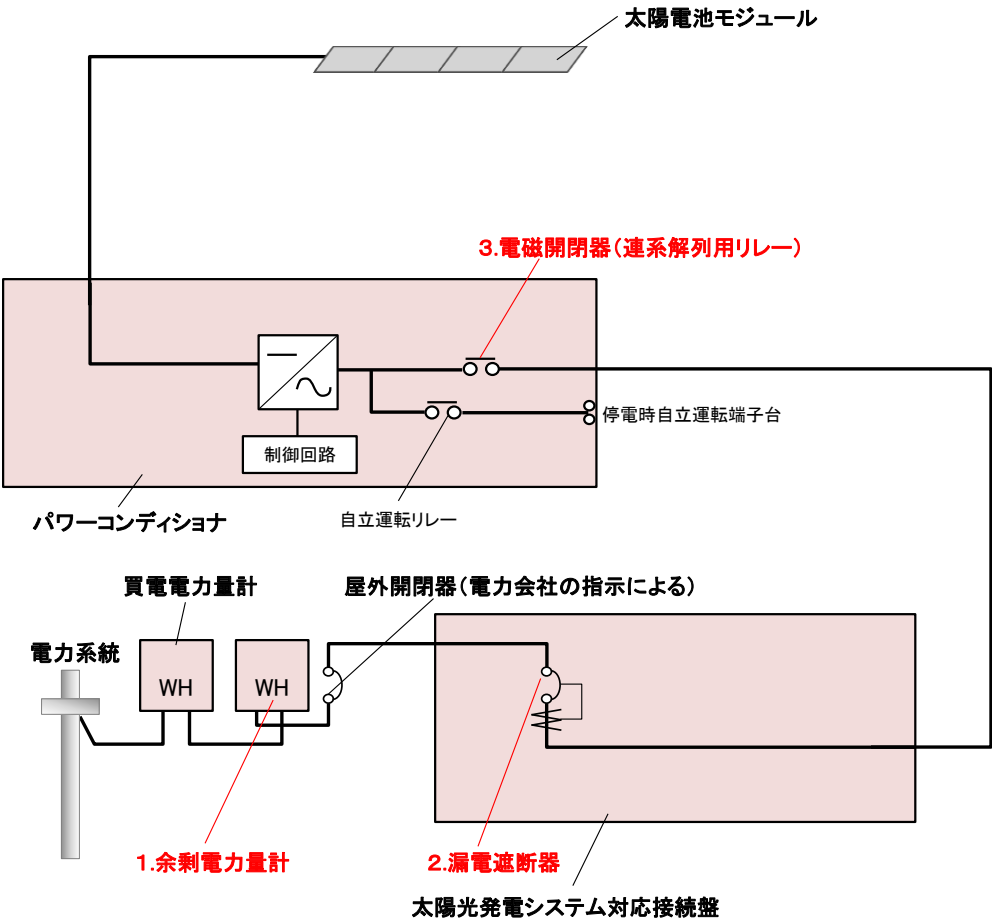 太陽電池モジュール
3.電磁開閉器(連系解列用リレー)
停電時自立運転端子台
制御回路
パワーコンディショナ
自立運転リレー
買電電力量計
屋外開閉器(電力会社の指示による)
電力系統
WH
WH
1.余剰電力量計
2.漏電遮断器
太陽光発電システム対応接続盤